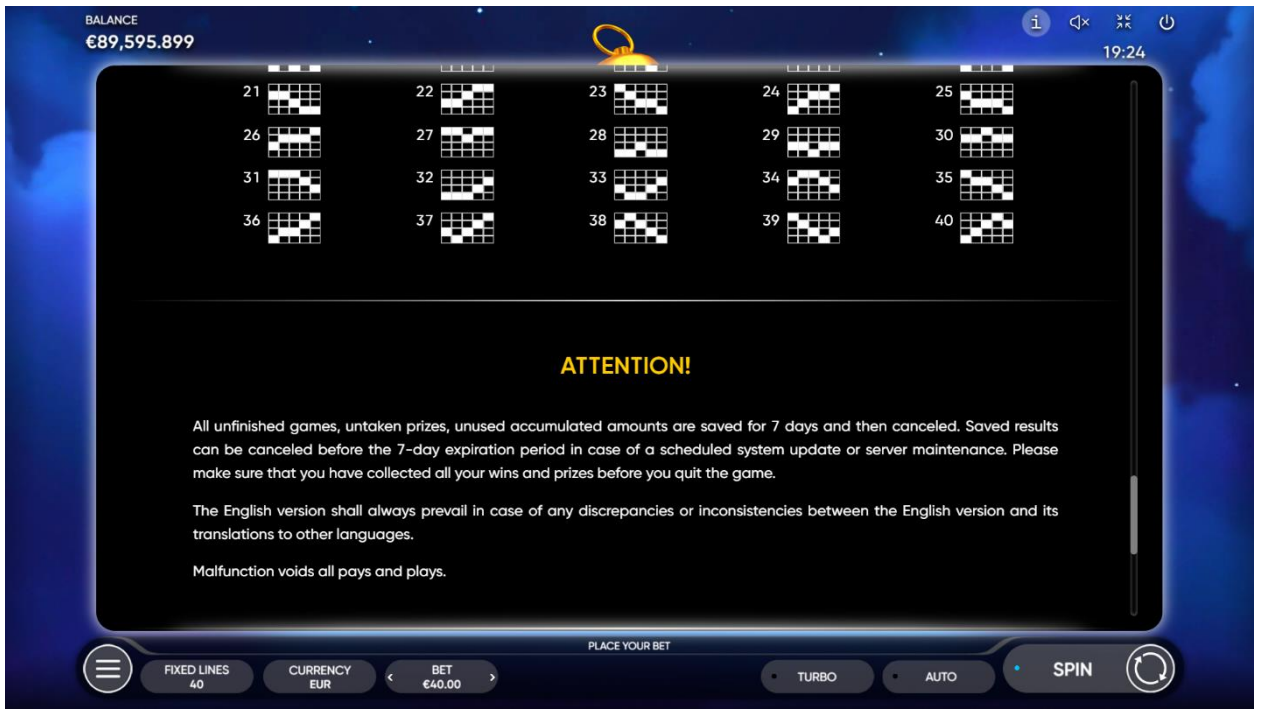 BALANCE
€89,595.899
i
19:24
21 22 23 24 25
26 27 28 29 30
31 32 33 34 35
36 37 38 39 40
ATTENTION!
All unfinished games, untaken prizes, unused accumulated amounts are saved for 7 days and then canceled. Saved results
can be canceled before the 7-day expiration period in case of a scheduled system update or server maintenance. Please
make sure that you have collected all your wins and prizes before you quit the game.
The English version shall always prevail in case of any discrepancies or inconsistencies between the English version and its
translations to other languages.
Malfunction voids all pays and plays.
PLACE YOUR BET
FIXED LINES
40
CURRENCY
EUR
BET
€40.00
TURBO
AUTO
SPIN